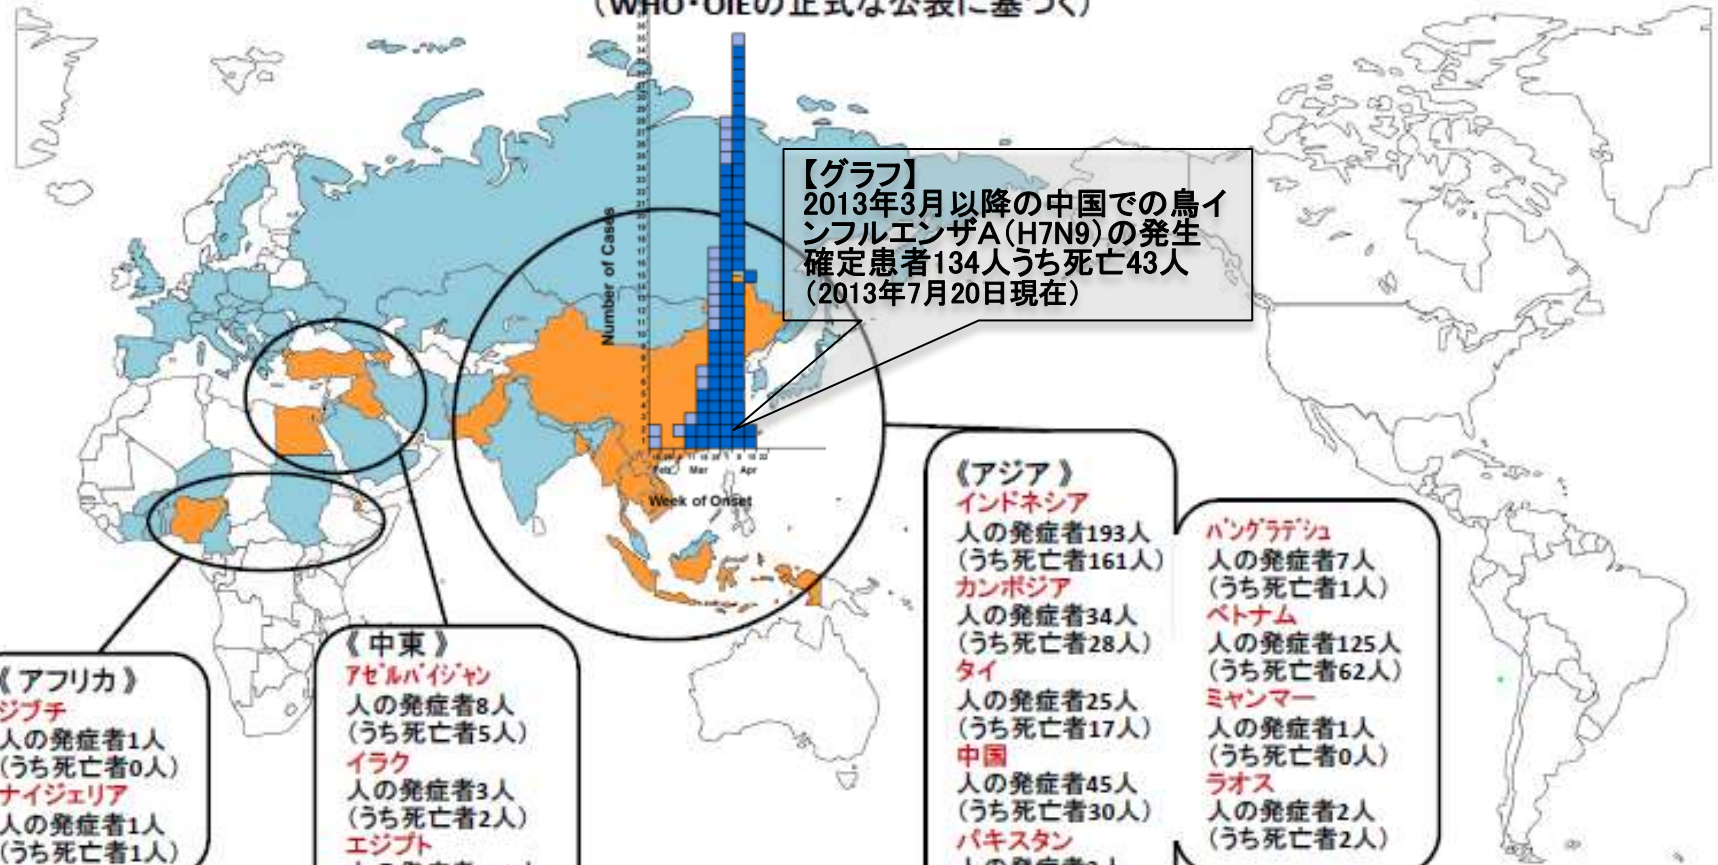 （WHO・OIEの正式な公表に基づく）
【グラフ】
2013年3月以降の中国での鳥イ
ンフルエンザA(H7N9)の発生
確定患者134人うち死亡43人
（2013年7月20日現在）
Number of Cases
Feb Mar Apr
Week of Onset
《アフリカ》
ジブチ
人の発症者1人
(うち死亡者0人)
ナイジェリア
人の発症者1人
(うち死亡者1人)
《中東》
アゼルバイジャン
人の発症者8人
(うち死亡者5人)
イラク
人の発症者3人
(うち死亡者2人)
エジプト
《アジア》
インドネシア
人の発症者193人
(うち死亡者161人)
カンボジア
人の発症者34人
(うち死亡者28人)
タイ
人の発症者25人
(うち死亡者17人)
中国
人の発症者45人
(うち死亡者30人)
パキスタン
バングラデシュ
人の発症者7人
(うち死亡者1人)
ベトナム
人の発症者125人
(うち死亡者62人)
ミャンマー
人の発症者1人
(うち死亡者0人)
ラオス
人の発症者2人
(うち死亡者2人)